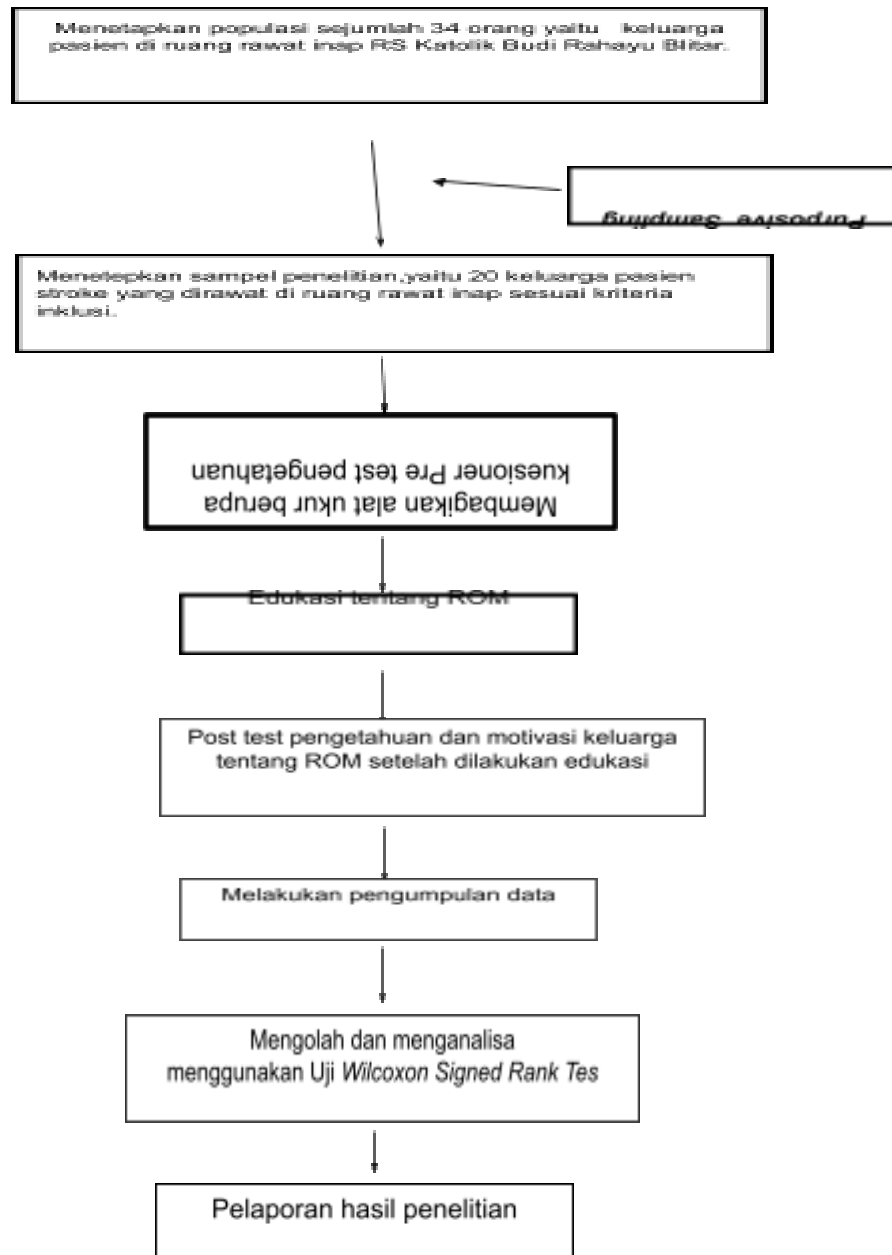 Menetapkan populasi sejumlah 34 orang yaitu keluarga
pasien di ruang rawat inap RS Katolik Budi Rahayu Blitar.
Purposive Sampling
Menetepkan sampel penelitian,yaitu 20 keluarga pasien
stroke yang dirawat di ruang rawat inap sesuai kriteria
inklusi.
Membagikan alat ukur berupa
kuesioner Pre test pengetahuan
Edukasi tentang ROM
Post test pengetahuan dan motivasi keluarga
tentang ROM setelah dilakukan edukasi
Melakukan pengumpulan data
Mengolah dan menganalisa
menggunakan Uji Wilcoxon Signed Rank Tes
Pelaporan hasil penelitian